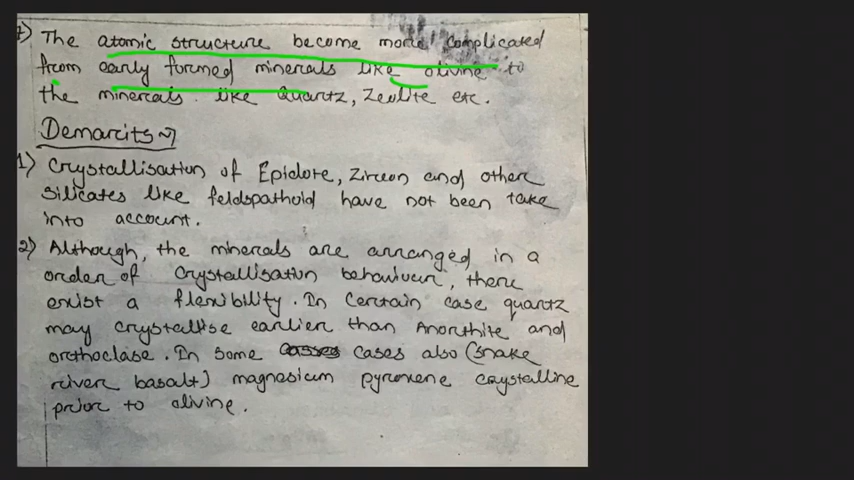 7) The atomic structure become more complicated
from early formed minerals like olivine to
the minerals like Quartz, Zeolite etc.
Demarcits
1) Crystallisation of Epidote, Zircon and other
silicates like feldspathoid have not been take
into account.
2) Although, the minerals are arranged in a
order of crystallisation behaviour, there
exist a flexibility. In certain case quartz
may crystallise earlier than Anorthite and
orthoclase. In some cases also (snake
river basalt) magnesium pyroxene crystalline
prior to olivine.